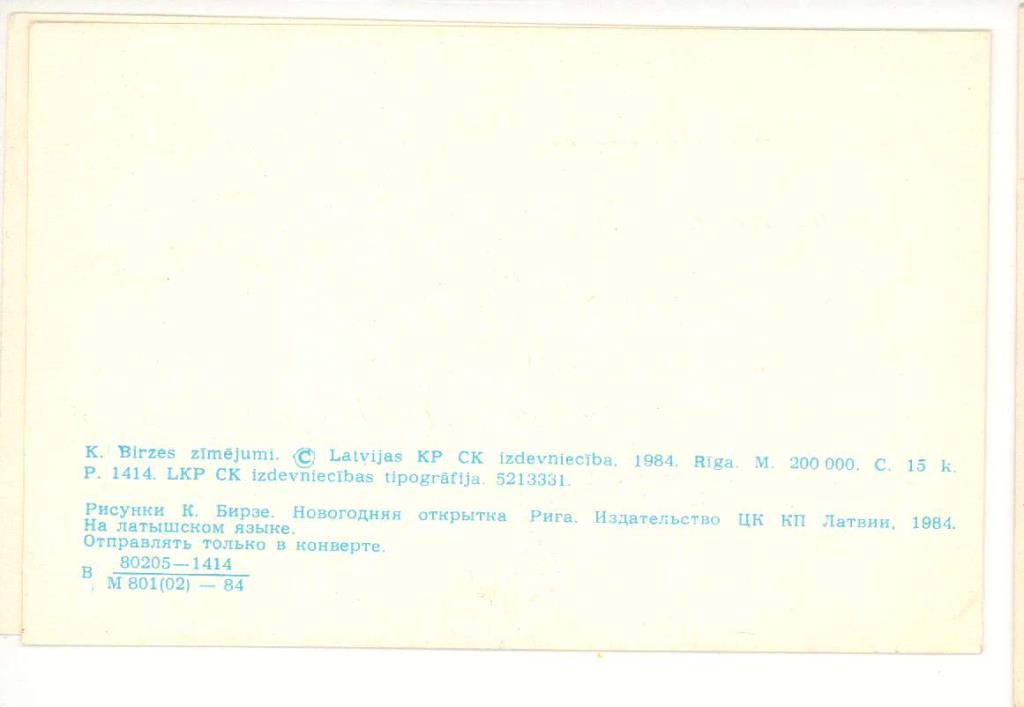 K. Birzes zīmējumi. © Latvijas KP CK izdevniecība, 1984. Rīga. M. 200 000. C. 15 k.
P. 1414. LKP CK izdevniecības tipogrāfija. 5213331.
Рисунки К. Бирзе. Новогодняя открытка Рига. Издательство ЦК КП Латвии, 1984.
На латышском языке.
Отправлять только в конверте.
В 80205—1414
М 801(02) — 84